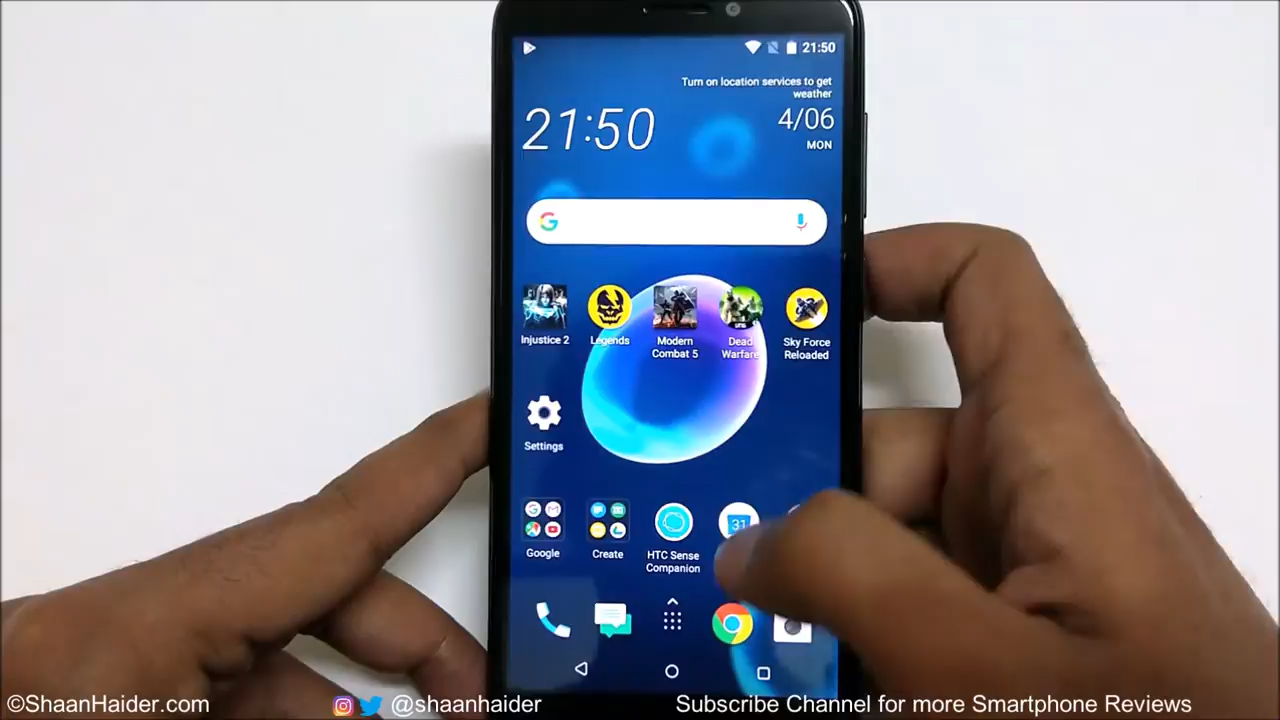 21:50
Turn on location services to get
weather
21:50
4/06
MON
G
Injustice 2
Legends
Modern
Combat 5
Dead
Warfare
Sky Force
Reloaded
Settings
31
Google
Create
HTC Sense
Companion
©ShaanHaider.com
@shaanhaider
Subscribe Channel for more Smartphone Reviews